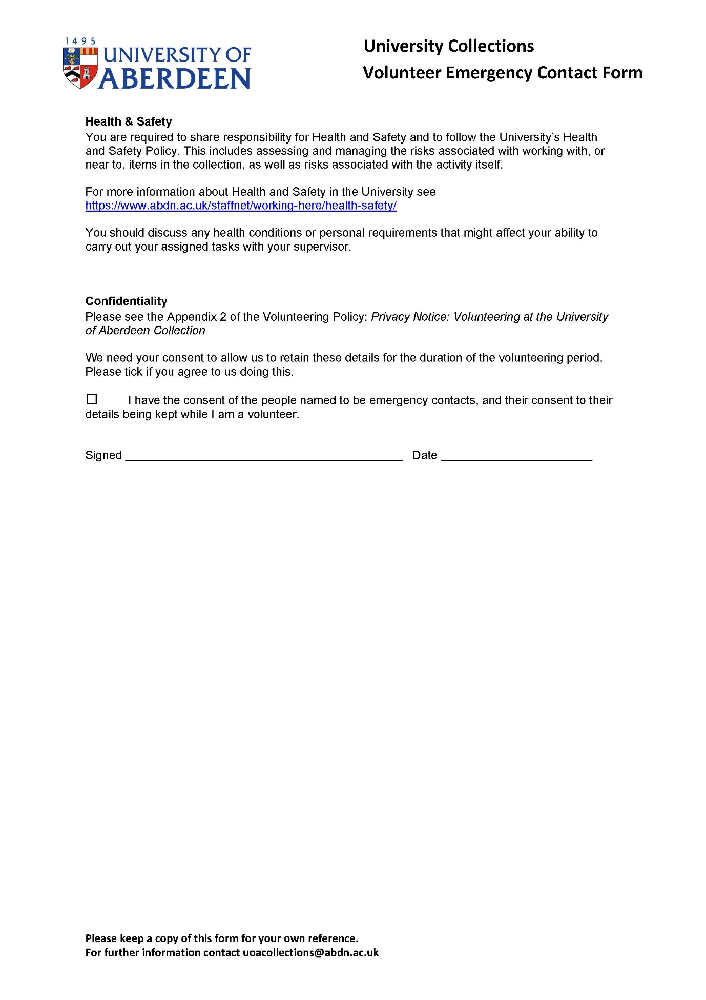 1495
UNIVERSITY OF
ABERDEEN
University Collections
Volunteer Emergency Contact Form
Health & Safety
You are required to share responsibility for Health and Safety and to follow the University’s Health
and Safety Policy. This includes assessing and managing the risks associated with working with, or
near to, items in the collection, as well as risks associated with the activity itself.
For more information about Health and Safety in the University see
https://www.abdn.ac.uk/staffnet/working-here/health-safety/
You should discuss any health conditions or personal requirements that might affect your ability to
carry out your assigned tasks with your supervisor.
Confidentiality
Please see the Appendix 2 of the Volunteering Policy: Privacy Notice: Volunteering at the University
of Aberdeen Collection
We need your consent to allow us to retain these details for the duration of the volunteering period.
Please tick if you agree to us doing this.
☐ I have the consent of the people named to be emergency contacts, and their consent to their
details being kept while I am a volunteer.
Signed ______________________ Date ____________
Please keep a copy of this form for your own reference.
For further information contact uoacollections@abdn.ac.uk